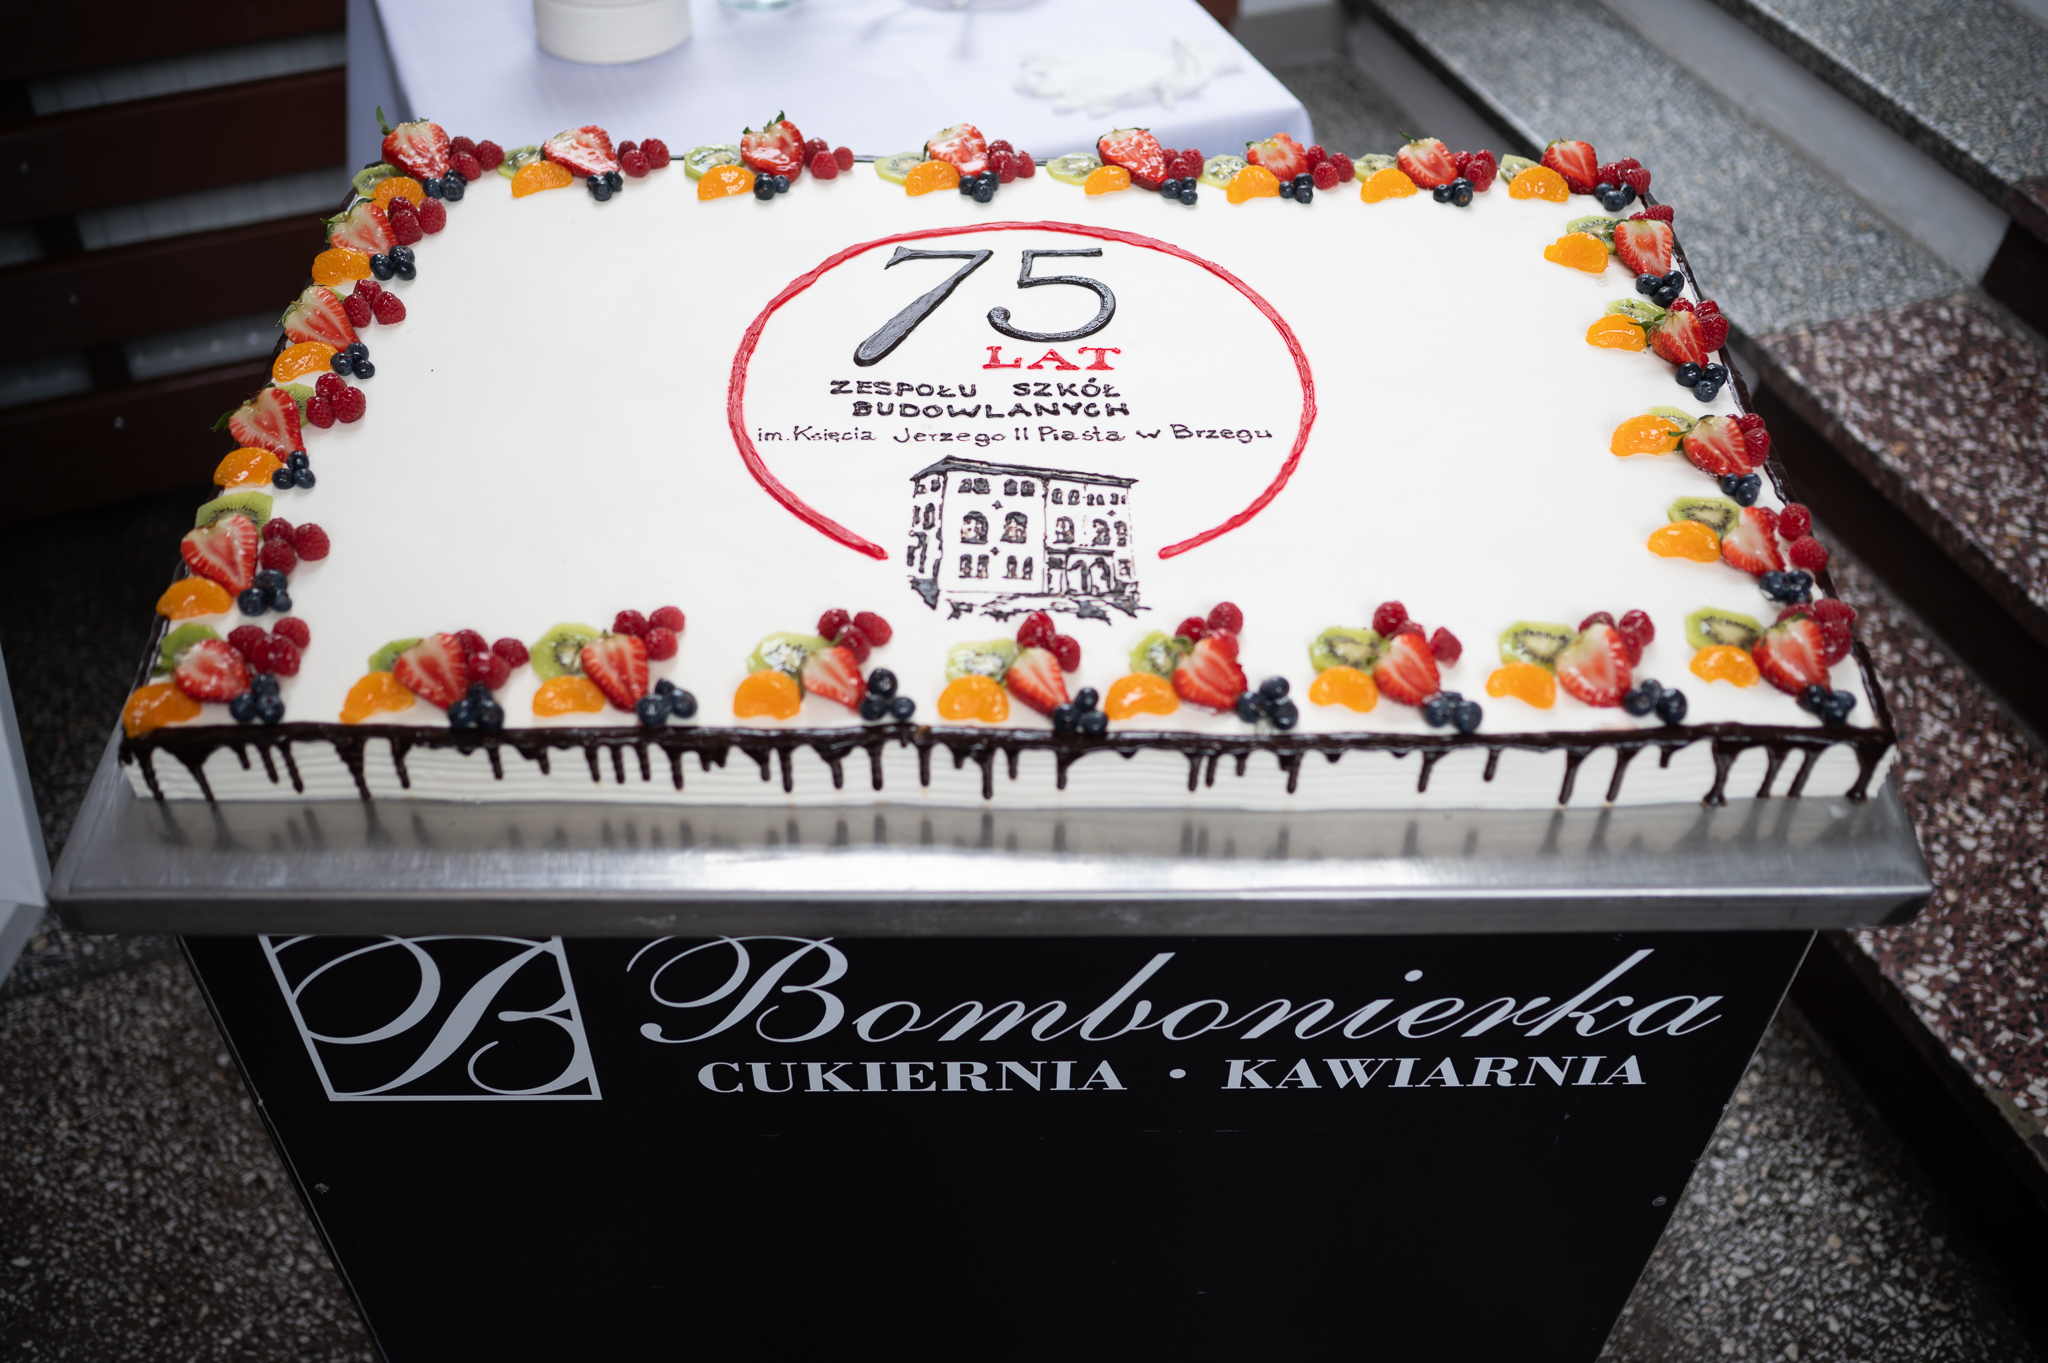 75
LAT
ZESPOŁU SZKÓŁ
BUDOWLANYCH
im. Księcia Jerzego II Piasta w Brzegu
B Bombonierka
CUKIERNIA • KAWIARNIA